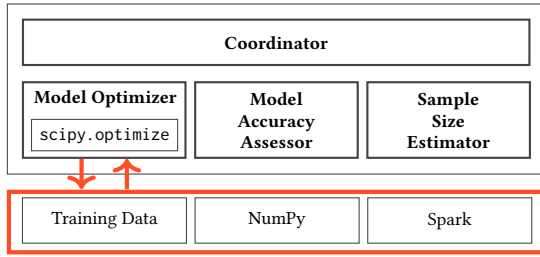 Coordinator
Model Optimizer
scipy.optimize
Model
Accuracy
Assessor
Sample
Size
Estimator
Training Data
NumPy
Spark